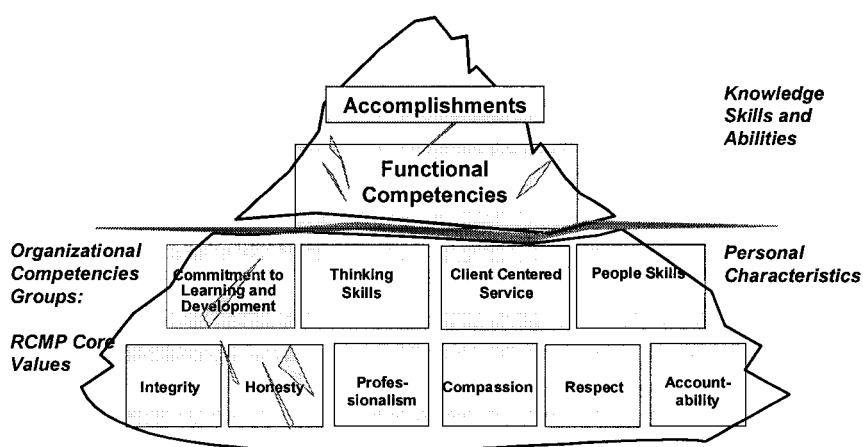 Accomplishments
Knowledge
Skills and
Abilities
Functional
Competencies
Organizational
Competencies
Groups:
Commitment to
Learning and
Development
Thinking
Skills
Client Centered
Service
People Skills
Personal
Characteristics
RCMP Core
Values
Integrity
Honesty
Profes-
sionalism
Compassion
Respect
Account-
ability